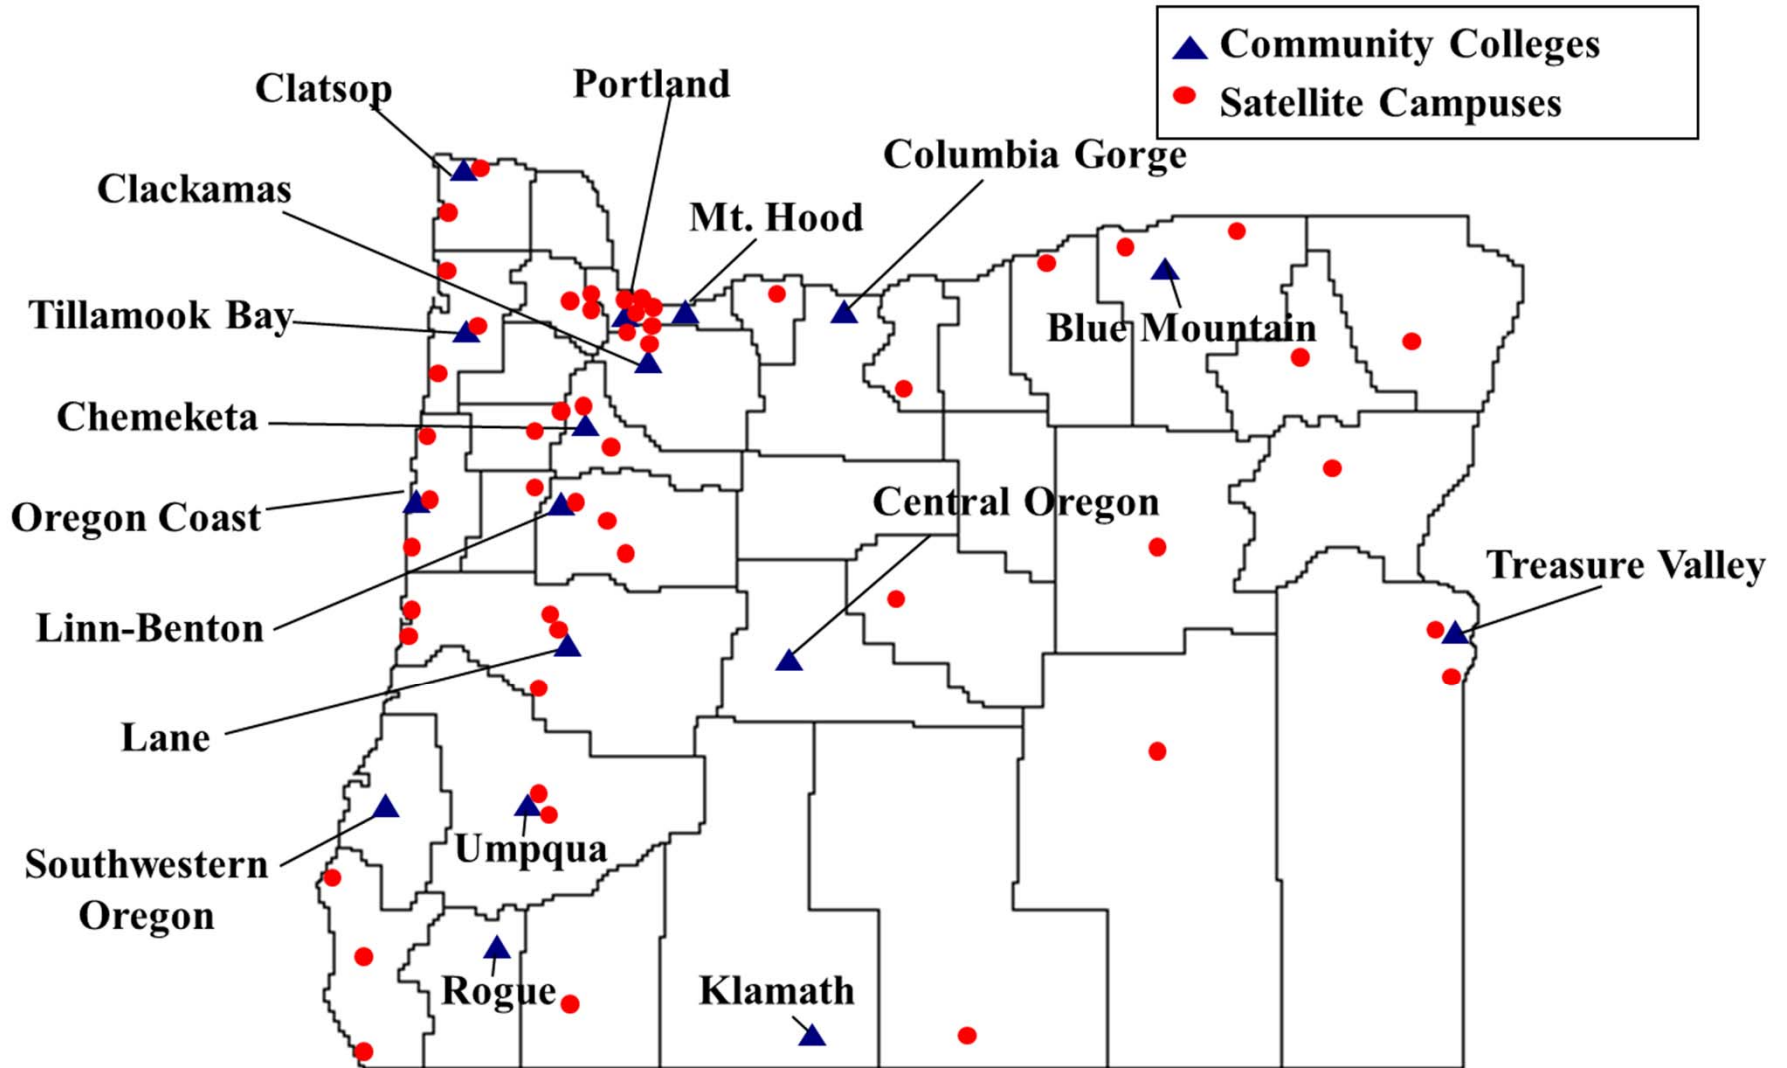 Community Colleges
Satellite Campuses
Clatsop
Portland
Columbia Gorge
Clackamas
Mt. Hood
Tillamook Bay
Blue Mountain
Chemeketa
Central Oregon
Oregon Coast
Treasure Valley
Linn-Benton
Lane
Umpqua
Southwestern
Oregon
Rogue
Klamath